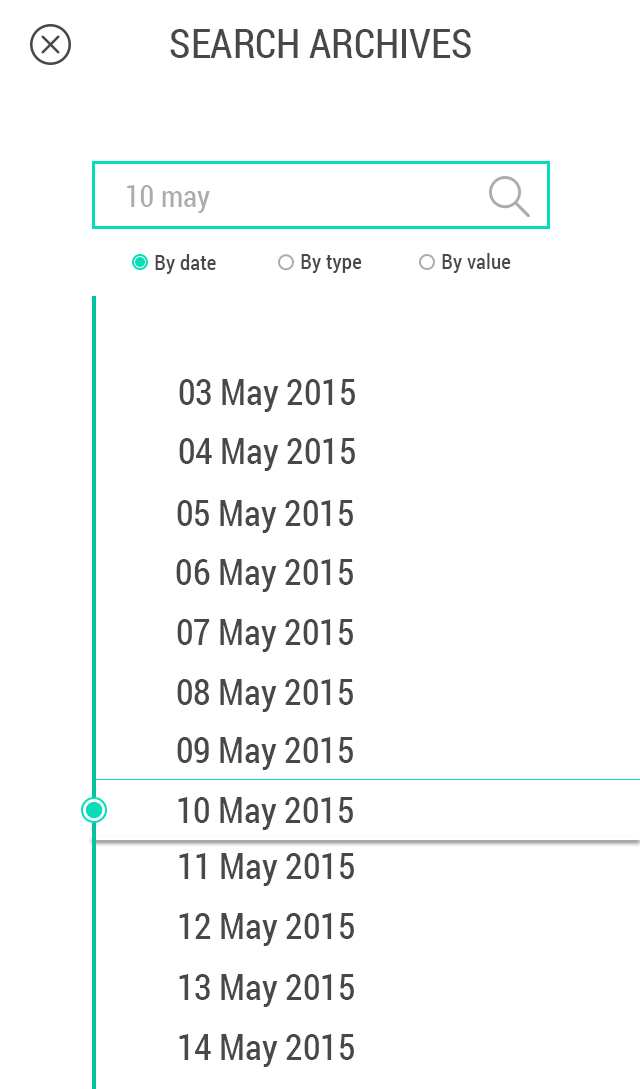 SEARCH ARCHIVES
10 may
By date By type By value
03 May 2015
04 May 2015
05 May 2015
06 May 2015
07 May 2015
08 May 2015
09 May 2015
10 May 2015
11 May 2015
12 May 2015
13 May 2015
14 May 2015